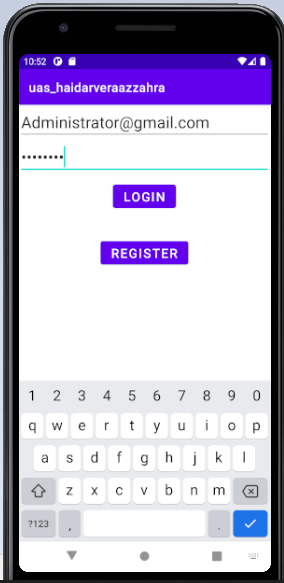 10:52
uas_haidarveraazzahra
Administrator@gmail.com
••••••••
LOGIN
REGISTER
1 2 3 4 5 6 7 8 9 0
q w e r t y u i o p
a s d f g h j k l
z x c v b n m
?123 , .